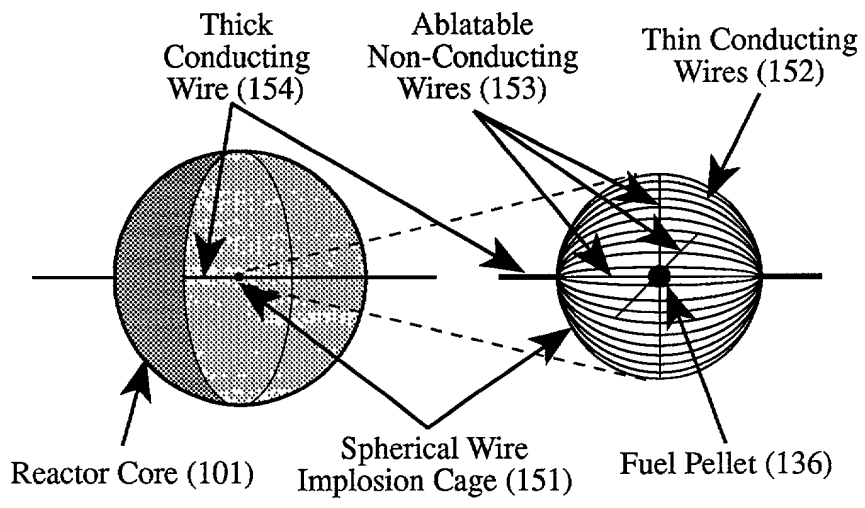 Thick
Conducting
Wire (154)
Ablatable
Non-Conducting
Wires (153)
Thin Conducting
Wires (152)
Reactor Core (101)
Spherical Wire
Implosion Cage (151)
Fuel Pellet (136)